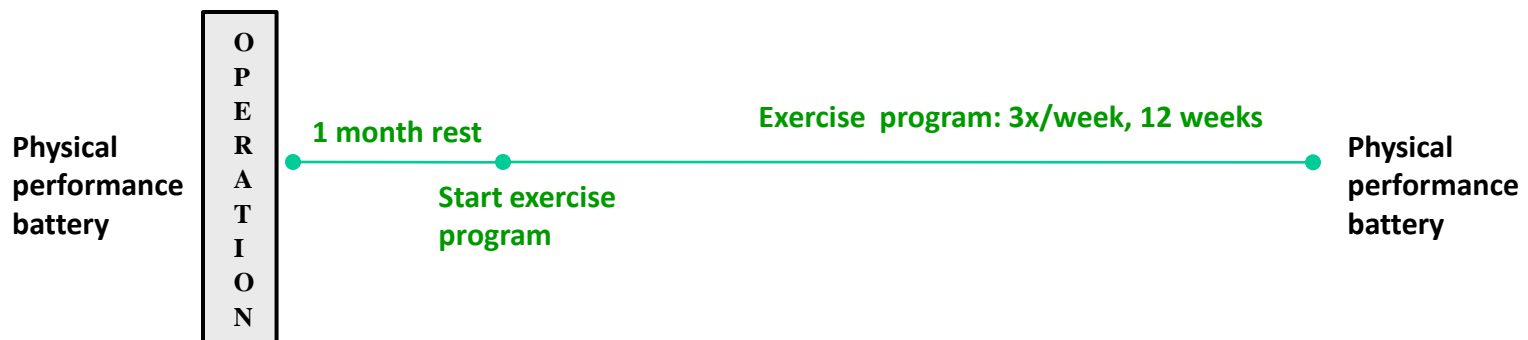 Physical
performance
battery
O
P
E
R
A
T
I
O
N
1 month rest
Start exercise
program
Exercise  program: 3x/week, 12 weeks
Physical
performance
battery